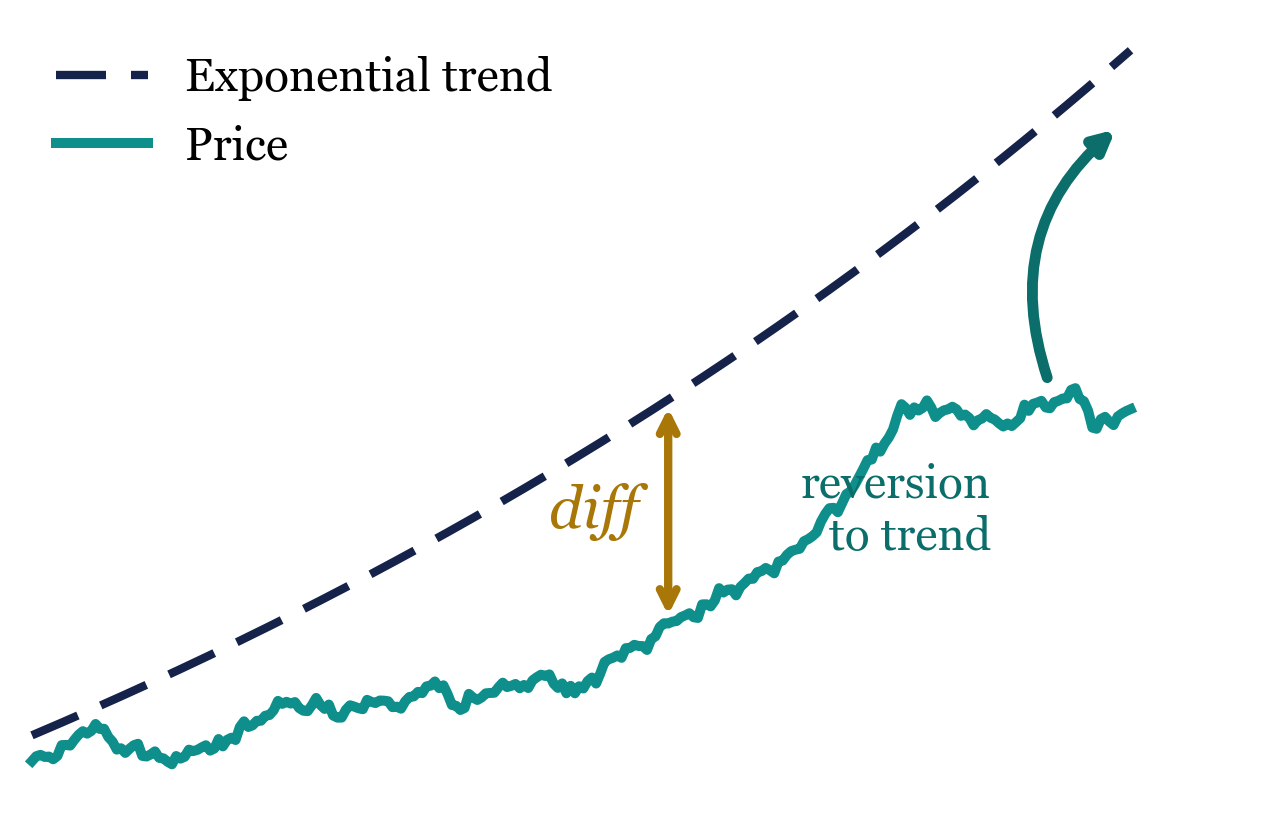 Exponential trend
Price
diff
reversion
to trend